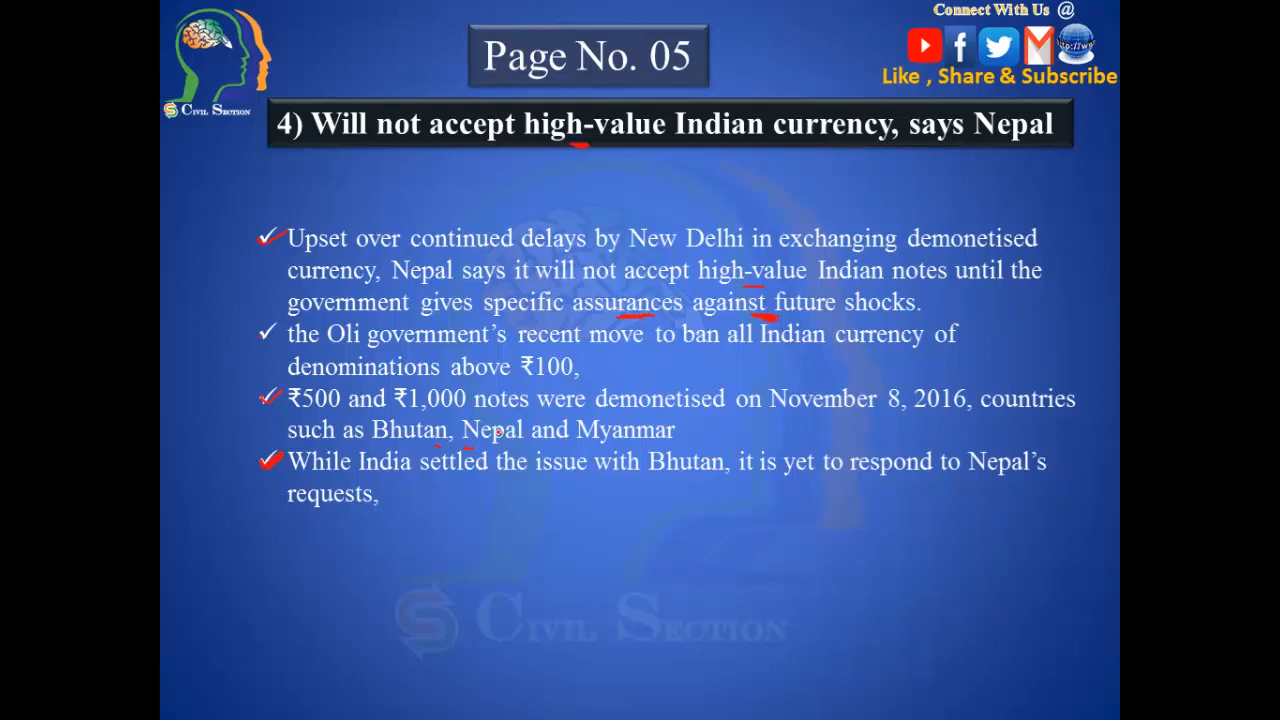 Connect With Us @
Page No. 05
http://ww
Like , Share & Subscribe
S CIVIL SECTION
4) Will not accept high-value Indian currency, says Nepal
✓ Upset over continued delays by New Delhi in exchanging demonetised
currency, Nepal says it will not accept high-value Indian notes until the
government gives specific assurances against future shocks.
✓ the Oli government's recent move to ban all Indian currency of
denominations above ₹100,
✓ ₹500 and ₹1,000 notes were demonetised on November 8, 2016, countries
such as Bhutan, Nepal and Myanmar
✓ While India settled the issue with Bhutan, it is yet to respond to Nepal's
requests,
S CIVIL SECTION